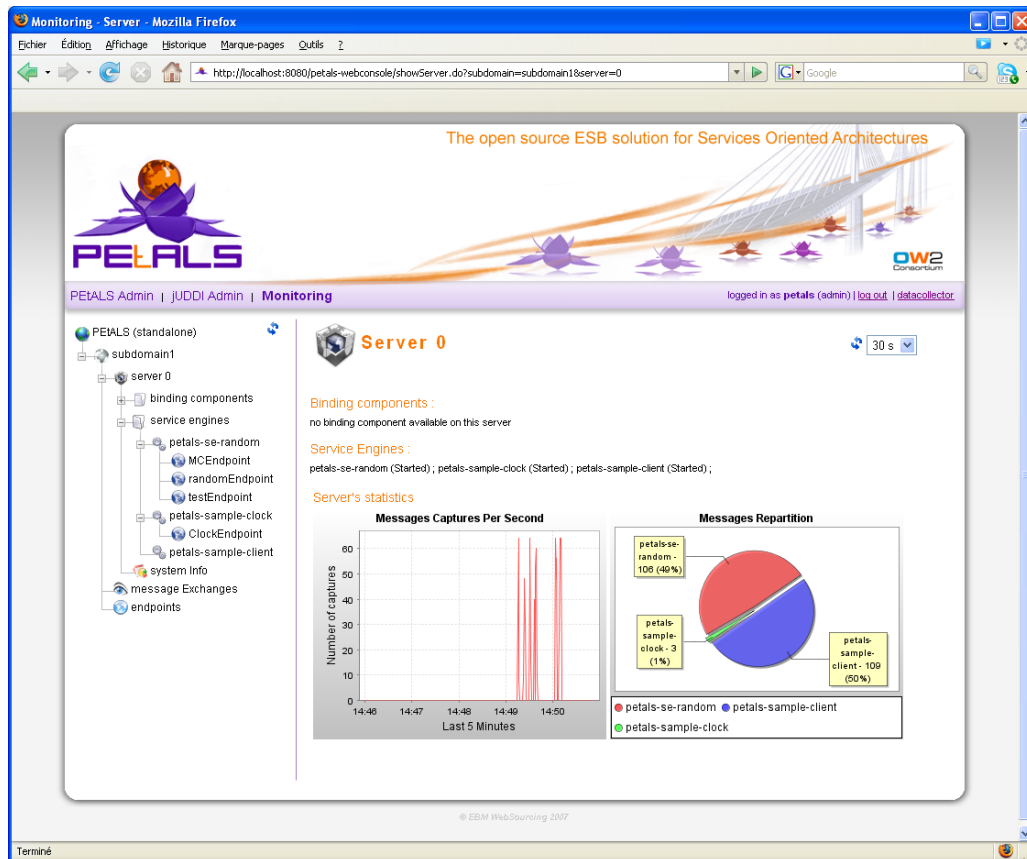 Monitoring - Server - Mozilla Firefox
Fichier Édition Affichage Historique Marque-pages Outils ?
http://localhost:8080/petals-webconsole/showServer.do?subdomain=subdomain1&server=0
G Google
The open source ESB solution for Services Oriented Architectures
PEtALS
OW2
Consortium
PEtALS Admin | jUDDI Admin | Monitoring
logged in as petals (admin) | log out | datacollector
PEtALS (standalone)
subdomain1
server 0
binding components
service engines
petals-se-random
MCEndpoint
randomEndpoint
testEndpoint
petals-sample-clock
ClockEndpoint
petals-sample-client
system Info
message Exchanges
endpoints
Server 0
30 s
Binding components :
no binding component available on this server
Service Engines :
petals-se-random (Started) ; petals-sample-clock (Started) ; petals-sample-client (Started) ;
Server's statistics
Messages Captures Per Second
Number of captures
60
50
40
30
20
10
0
14:46 14:47 14:48 14:49 14:50
Last 5 Minutes
Messages Repartition
petals-se-
random -
106 (49%)
petals-
sample-
clock - 3
(1%)
petals-
sample-
client - 109
(50%)
petals-se-random petals-sample-client
petals-sample-clock
© EBM WebSourcing 2007
Terminé